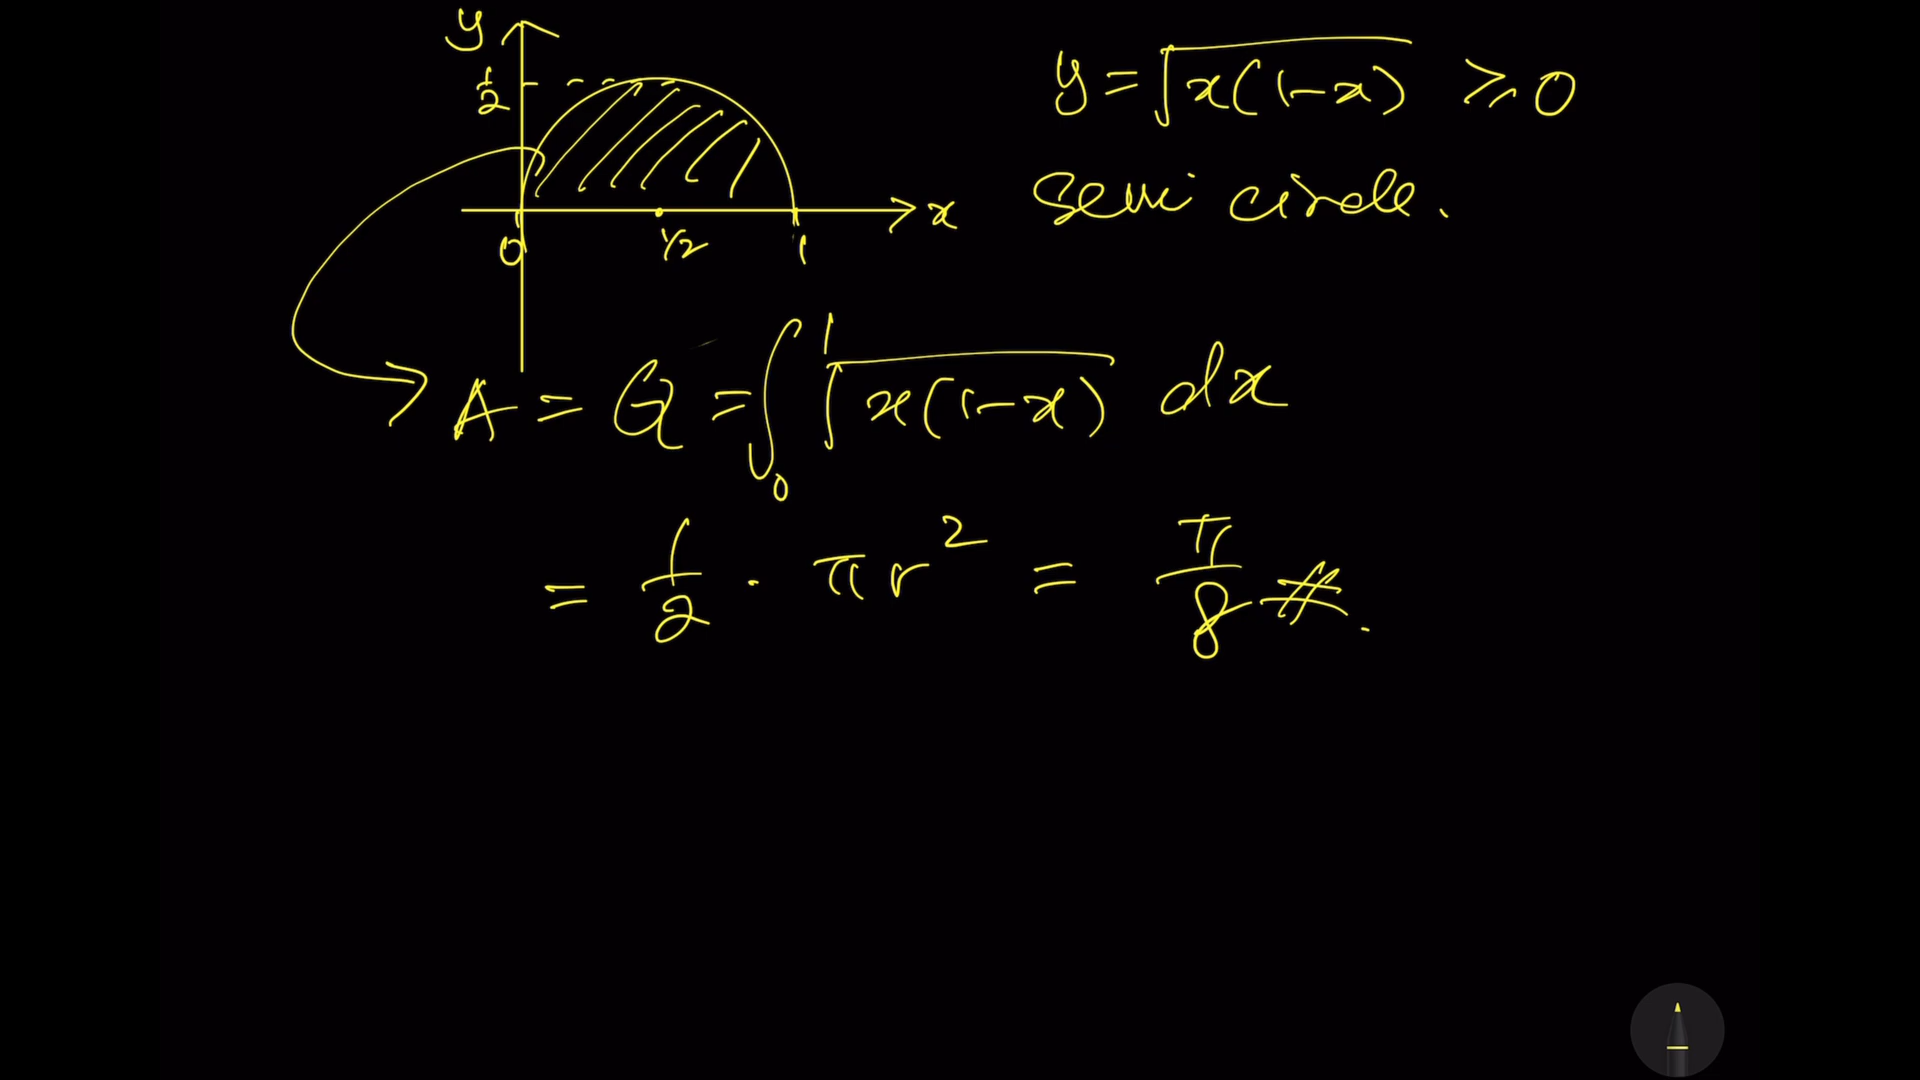 y
1/2
y = √x(1-x) ⩾ 0
semi circle.
x
0 1/2 1
A = Q = ∫₀¹ √x(1-x) dx
= 1/2 · πr² = π/8 #.